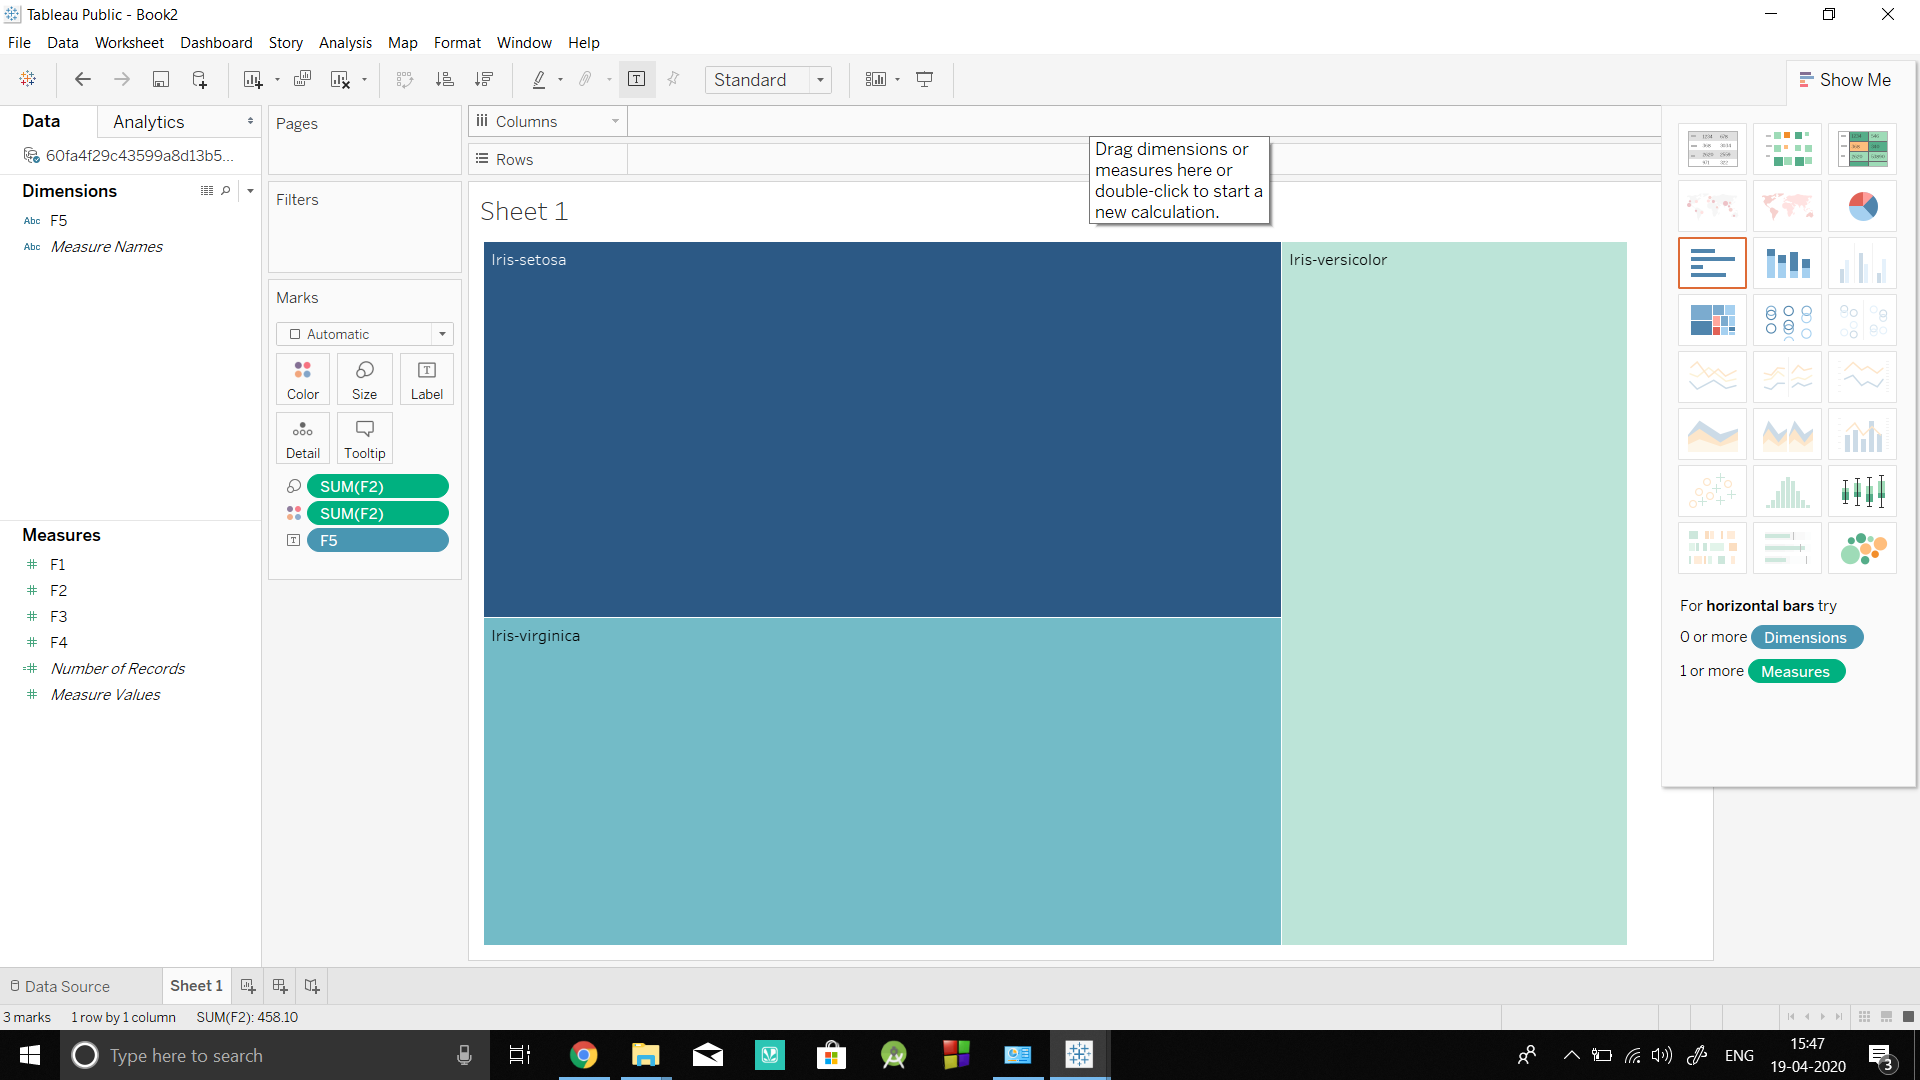 Tableau Public - Book2
File Data Worksheet Dashboard Story Analysis Map Format Window Help
Standard
Show Me
Data Analytics
60fa4f29c43599a8d13b5...
Dimensions
Abc F5
Abc Measure Names
Measures
F1
F2
F3
F4
Number of Records
Measure Values
Pages
Filters
Marks
Automatic
Color Size Label
Detail Tooltip
SUM(F2)
SUM(F2)
F5
Columns
Rows
Drag dimensions or
measures here or
double-click to start a
new calculation.
Sheet 1
Iris-setosa
Iris-versicolor
Iris-virginica
For horizontal bars try
0 or more Dimensions
1 or more Measures
Data Source Sheet 1
3 marks 1 row by 1 column SUM(F2): 458.10
Type here to search
ENG
15:47
19-04-2020
3